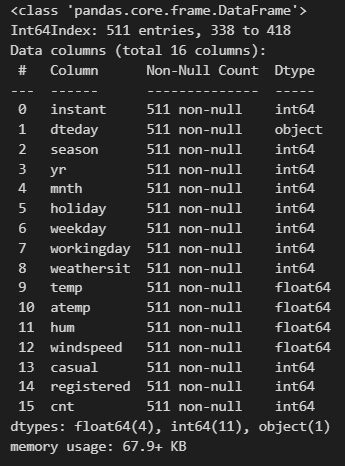 <class 'pandas.core.frame.DataFrame'>
Int64Index: 511 entries, 338 to 418
Data columns (total 16 columns):
 #   Column      Non-Null Count  Dtype
---  ------      --------------  -----
 0   instant     511 non-null    int64
 1   dteday      511 non-null    object
 2   season      511 non-null    int64
 3   yr          511 non-null    int64
 4   mnth        511 non-null    int64
 5   holiday     511 non-null    int64
 6   weekday     511 non-null    int64
 7   workingday  511 non-null    int64
 8   weathersit  511 non-null    int64
 9   temp        511 non-null    float64
 10  atemp       511 non-null    float64
 11  hum         511 non-null    float64
 12  windspeed   511 non-null    float64
 13  casual      511 non-null    int64
 14  registered  511 non-null    int64
 15  cnt         511 non-null    int64
dtypes: float64(4), int64(11), object(1)
memory usage: 67.9+ KB